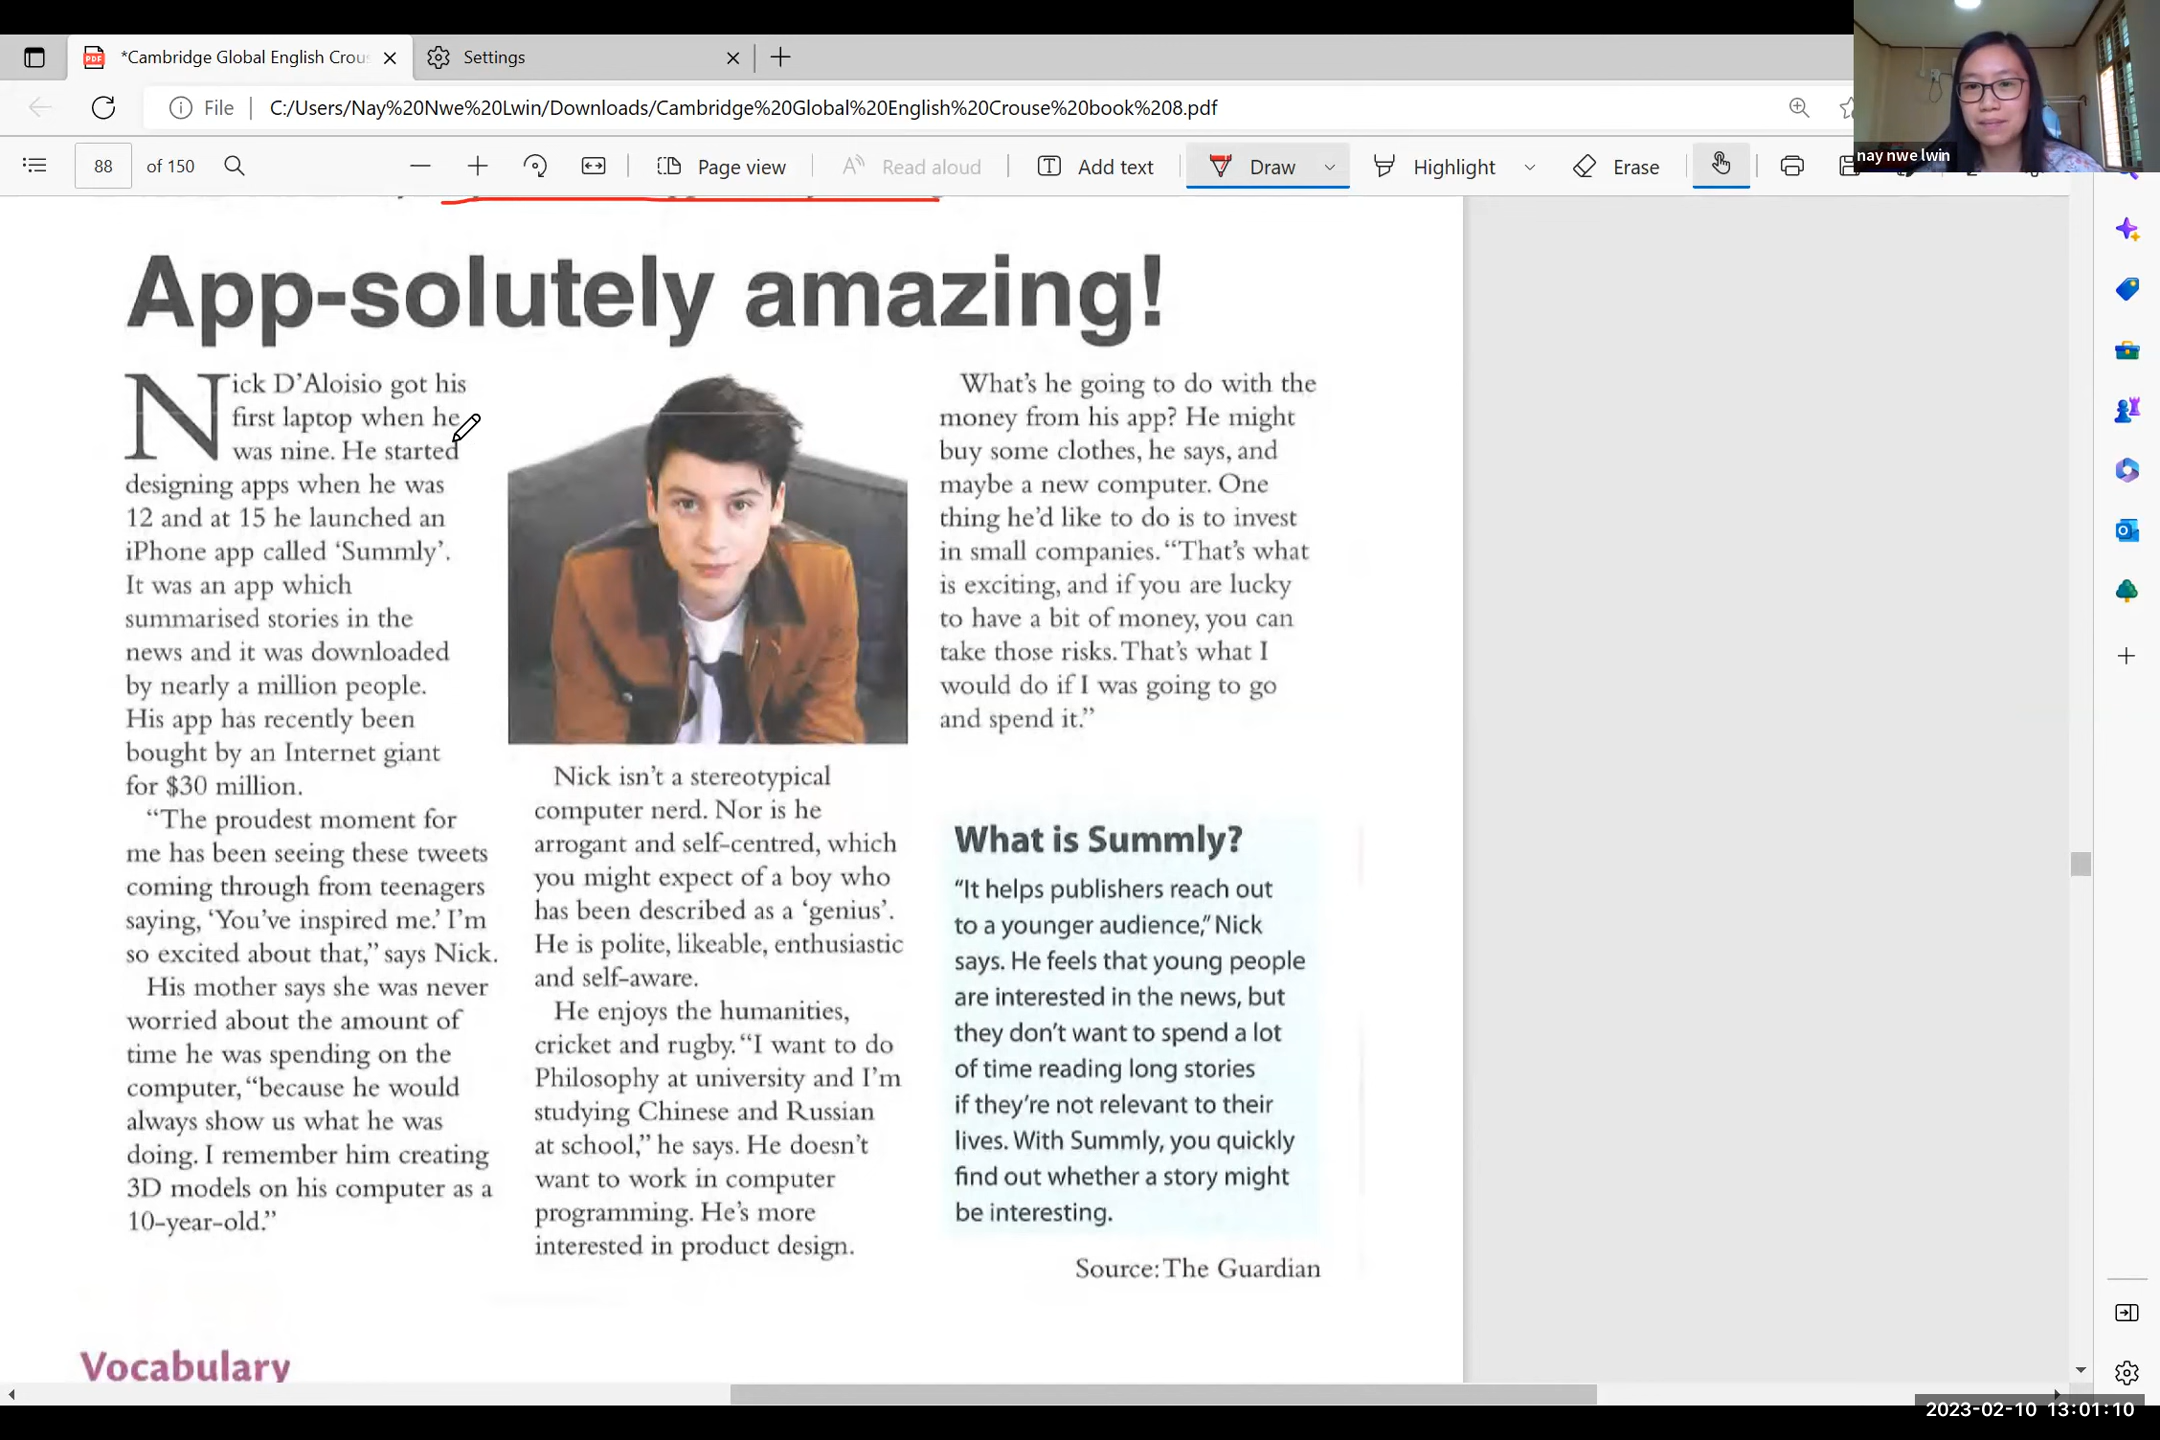 *Cambridge Global English Crous
Settings
File
C:/Users/Nay%20Nwe%20Lwin/Downloads/Cambridge%20Global%20English%20Crouse%20book%208.pdf
nay nwe lwin
88
of 150
Page view
Read aloud
Add text
Draw
Highlight
Erase
App-solutely amazing!
Nick D'Aloisio got his
first laptop when he
was nine. He started
designing apps when he was
12 and at 15 he launched an
iPhone app called ‘Summly’.
It was an app which
summarised stories in the
news and it was downloaded
by nearly a million people.
His app has recently been
bought by an Internet giant
for $30 million.
“The proudest moment for
me has been seeing these tweets
coming through from teenagers
saying, ‘You’ve inspired me.’ I’m
so excited about that,” says Nick.
His mother says she was never
worried about the amount of
time he was spending on the
computer, “because he would
always show us what he was
doing. I remember him creating
3D models on his computer as a
10-year-old.”
Nick isn’t a stereotypical
computer nerd. Nor is he
arrogant and self-centred, which
you might expect of a boy who
has been described as a ‘genius’.
He is polite, likeable, enthusiastic
and self-aware.
He enjoys the humanities,
cricket and rugby. “I want to do
Philosophy at university and I’m
studying Chinese and Russian
at school,” he says. He doesn’t
want to work in computer
programming. He’s more
interested in product design.
What’s he going to do with the
money from his app? He might
buy some clothes, he says, and
maybe a new computer. One
thing he’d like to do is to invest
in small companies. “That’s what
is exciting, and if you are lucky
to have a bit of money, you can
take those risks. That’s what I
would do if I was going to go
and spend it.”
What is Summly?
“It helps publishers reach out
to a younger audience,” Nick
says. He feels that young people
are interested in the news, but
they don’t want to spend a lot
of time reading long stories
if they’re not relevant to their
lives. With Summly, you quickly
find out whether a story might
be interesting.
Source: The Guardian
Vocabulary
2023-02-10 13:01:10